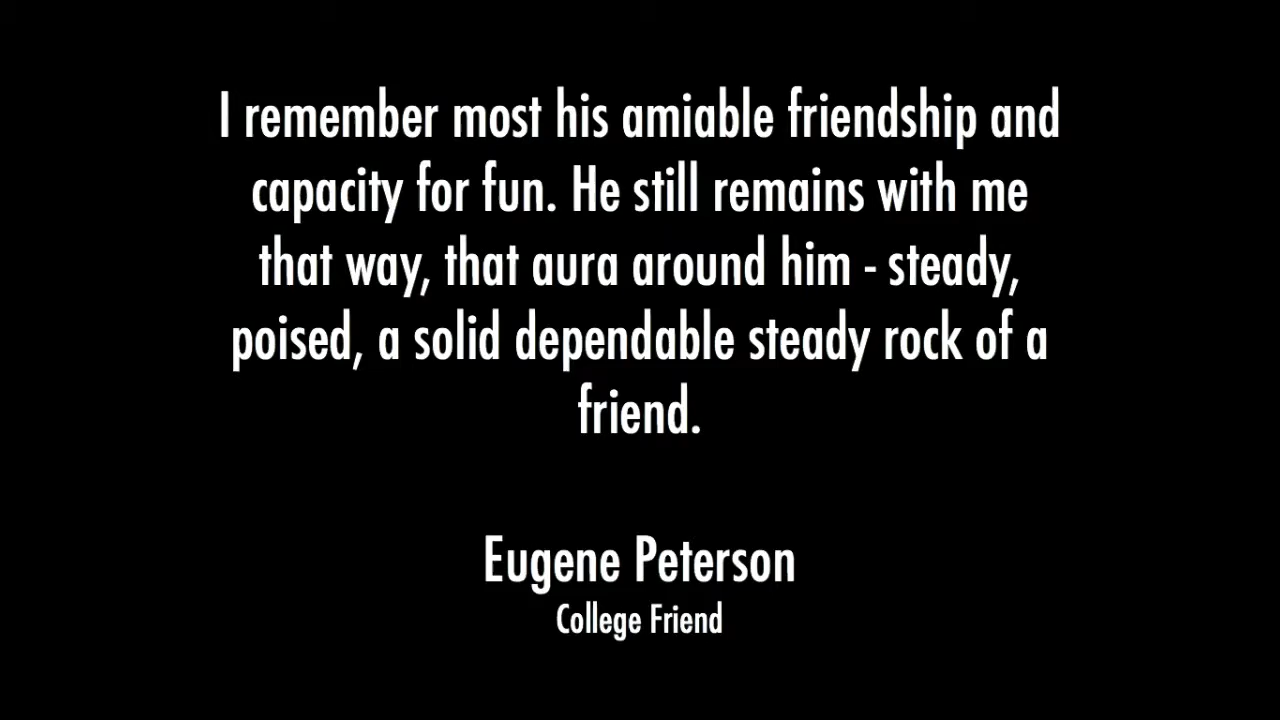 I remember most his amiable friendship and
capacity for fun. He still remains with me
that way, that aura around him - steady,
poised, a solid dependable steady rock of a
friend.
Eugene Peterson
College Friend